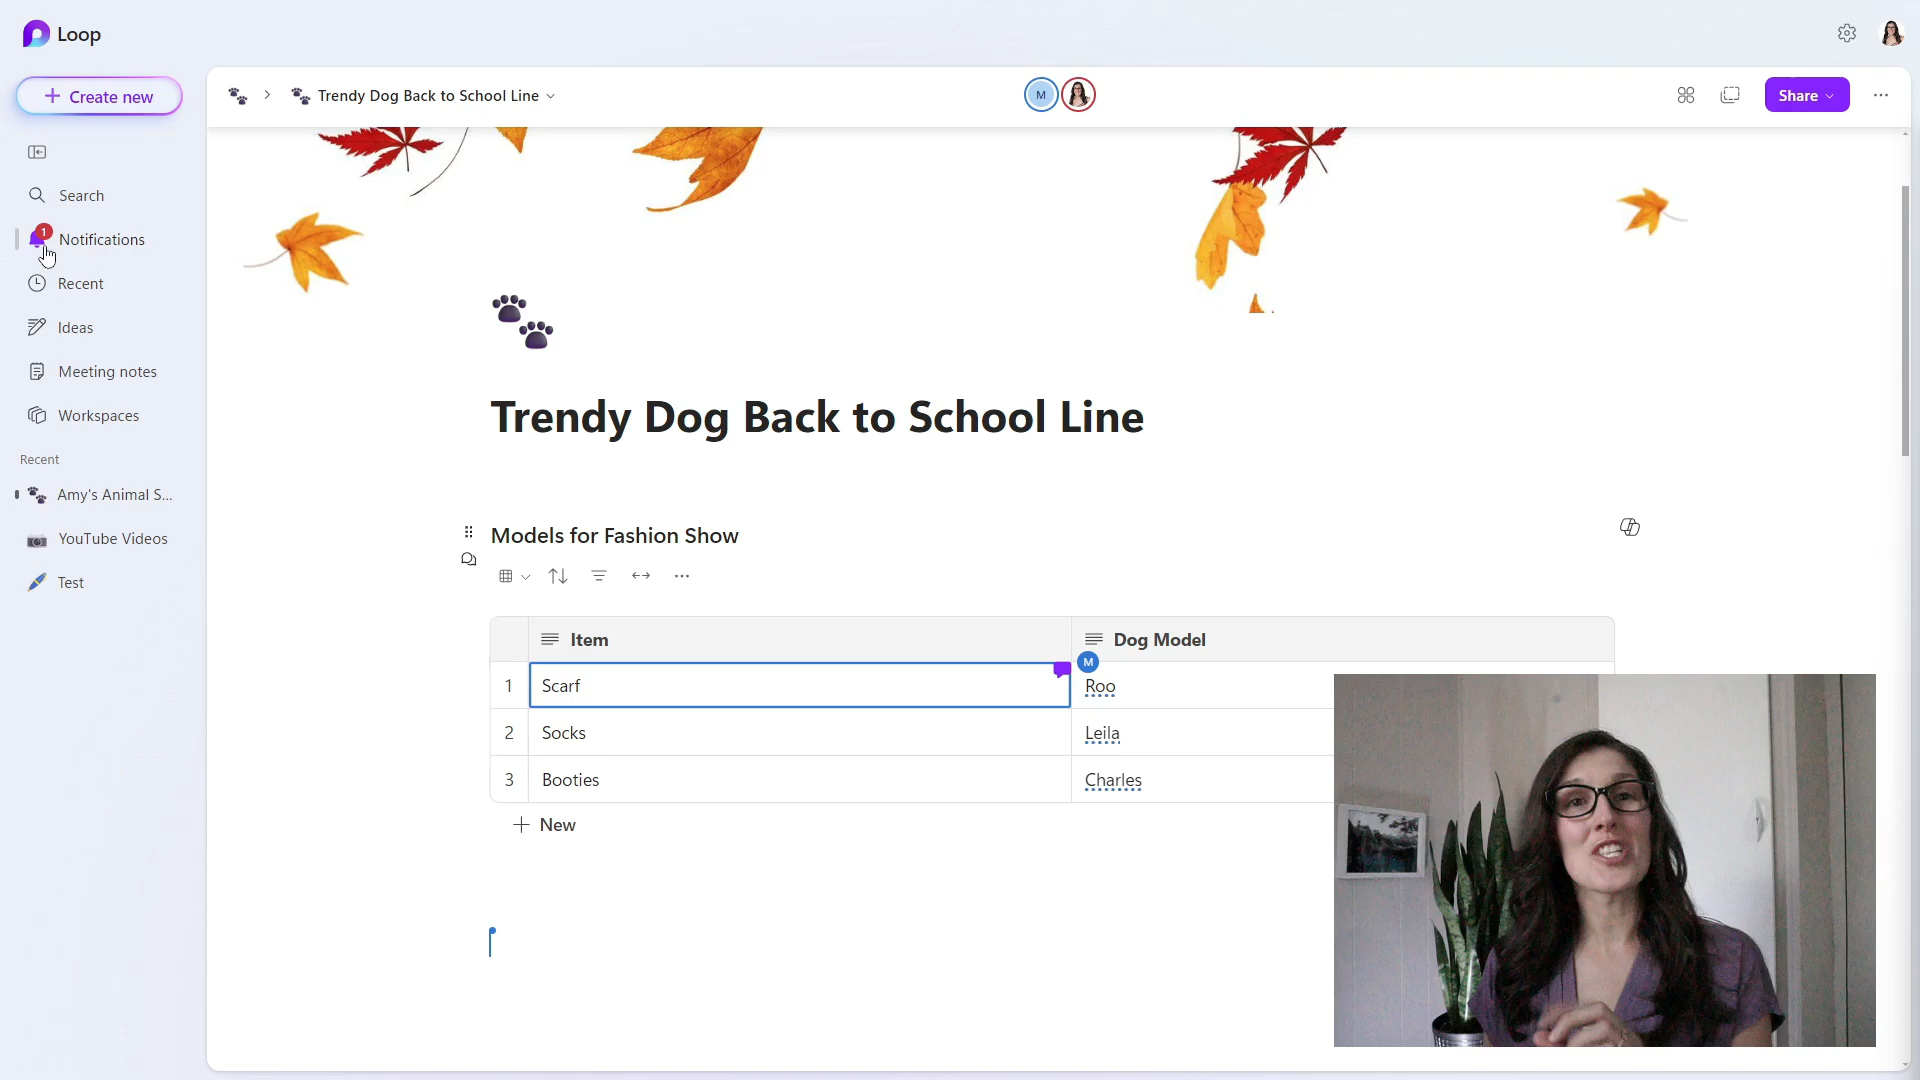 Loop
Create new
Trendy Dog Back to School Line
M
Share
Search
1
Notifications
Recent
Ideas
Meeting notes
Workspaces
Recent
Amy's Animal S...
YouTube Videos
Test
Trendy Dog Back to School Line
Models for Fashion Show
Item Dog Model
M
1 Scarf Roo
2 Socks Leila
3 Booties Charles
New